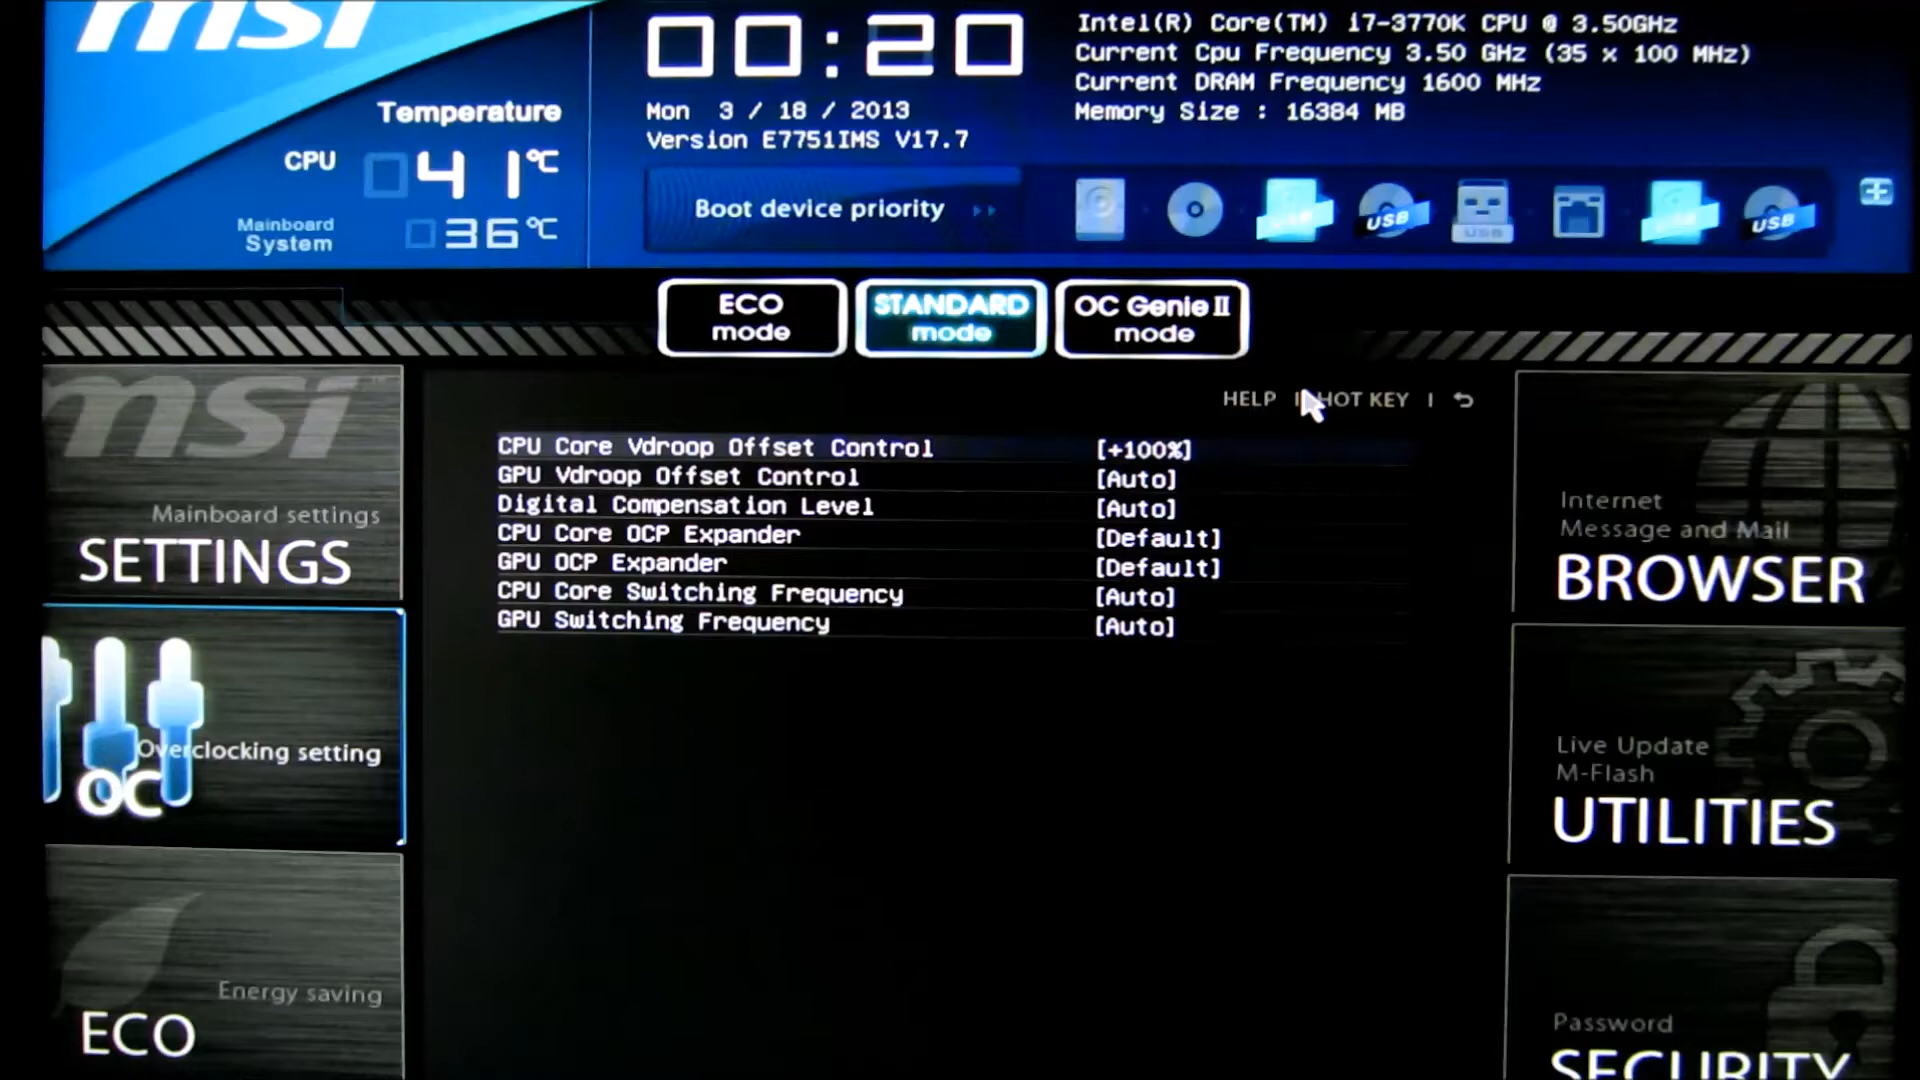 msi
00:20
Mon 3 / 18 / 2013
Version E7751IMS V17.7
Intel(R) Core(TM) i7-3770K CPU @ 3.50GHz
Current Cpu Frequency 3.50 GHz (35 x 100 MHz)
Current DRAM Frequency 1600 MHz
Memory Size : 16384 MB
Temperature
CPU 41°C
Mainboard
System 36°C
Boot device priority
USB
USB
USB
ECO
mode
STANDARD
mode
OC Genie II
mode
HELP | HOT KEY |
CPU Core Vdroop Offset Control [+100%]
GPU Vdroop Offset Control [Auto]
Digital Compensation Level [Auto]
CPU Core OCP Expander [Default]
GPU OCP Expander [Default]
CPU Core Switching Frequency [Auto]
GPU Switching Frequency [Auto]
msi
Mainboard settings
SETTINGS
Overclocking setting
OC
Energy saving
ECO
Internet
Message and Mail
BROWSER
Live Update
M-Flash
UTILITIES
Password
SECURITY